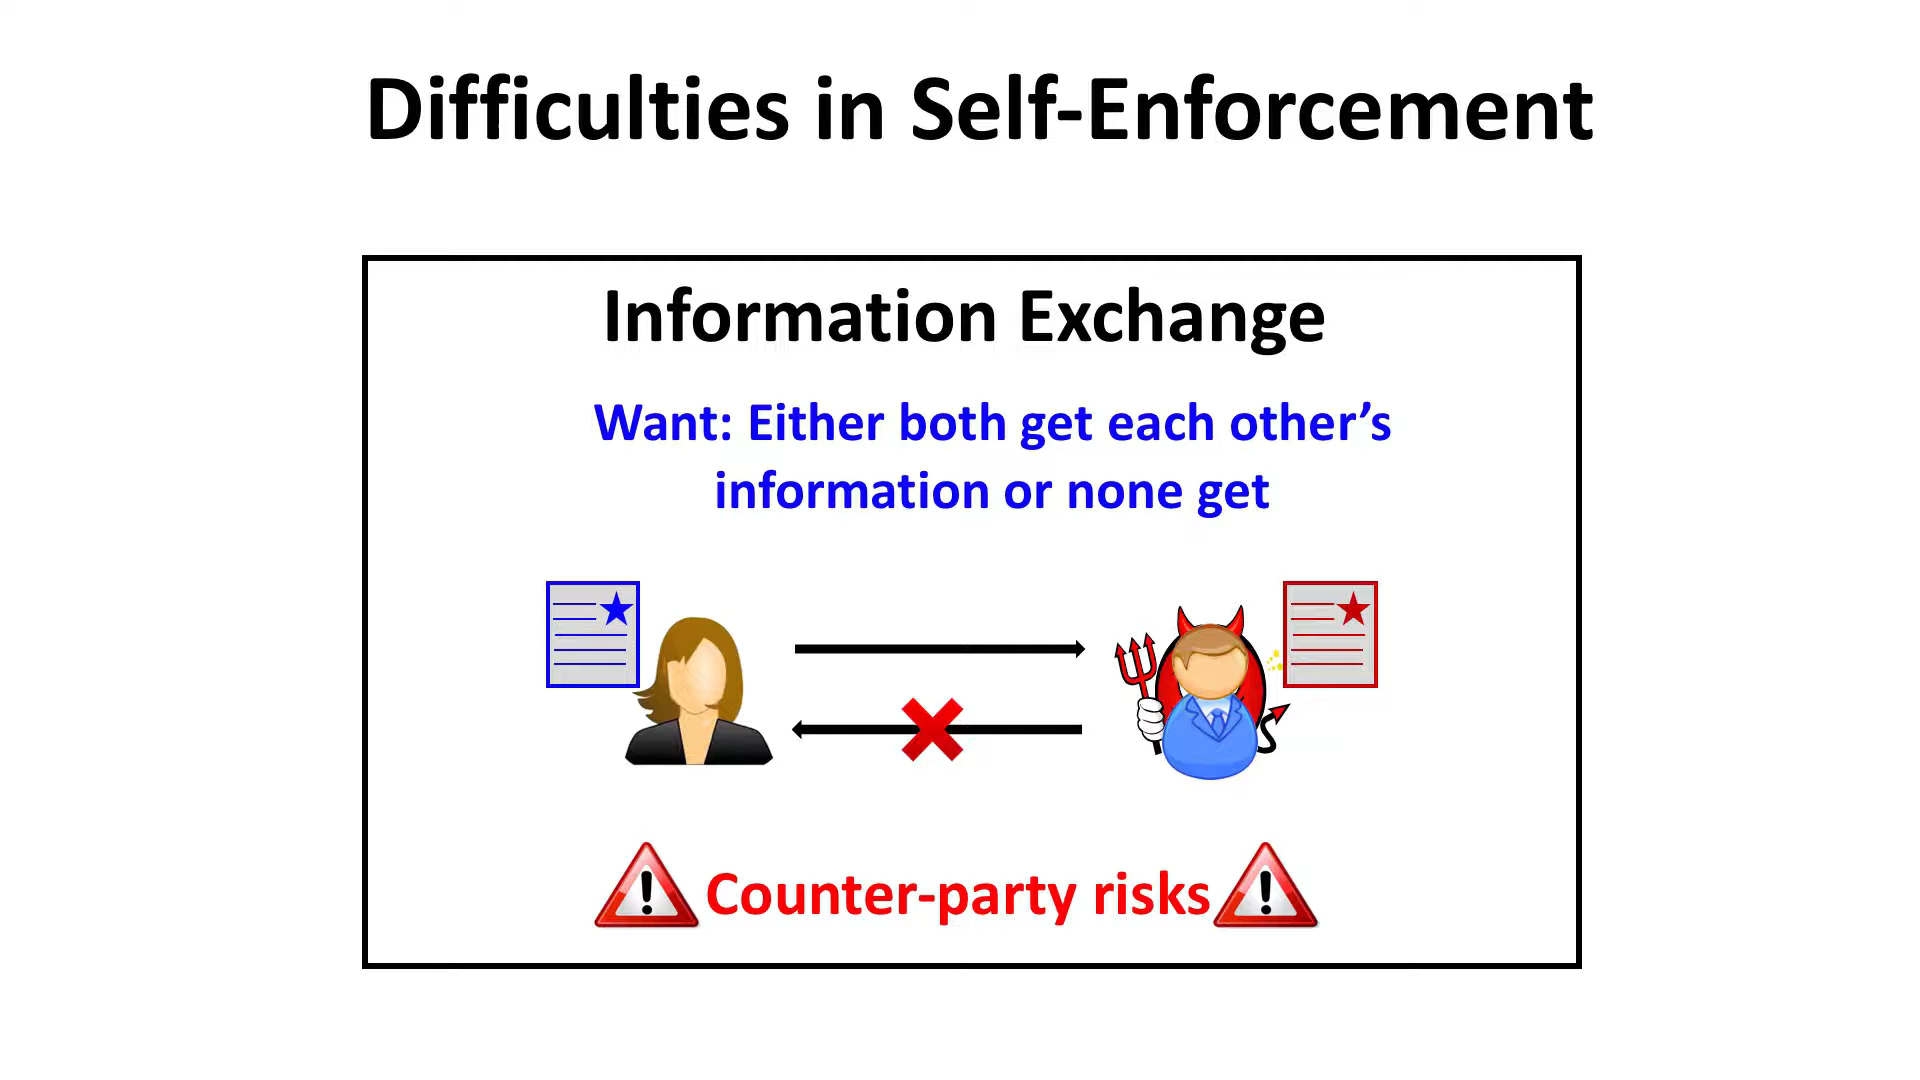 Difficulties in Self-Enforcement
Information Exchange
Want: Either both get each other’s
information or none get
Counter-party risks